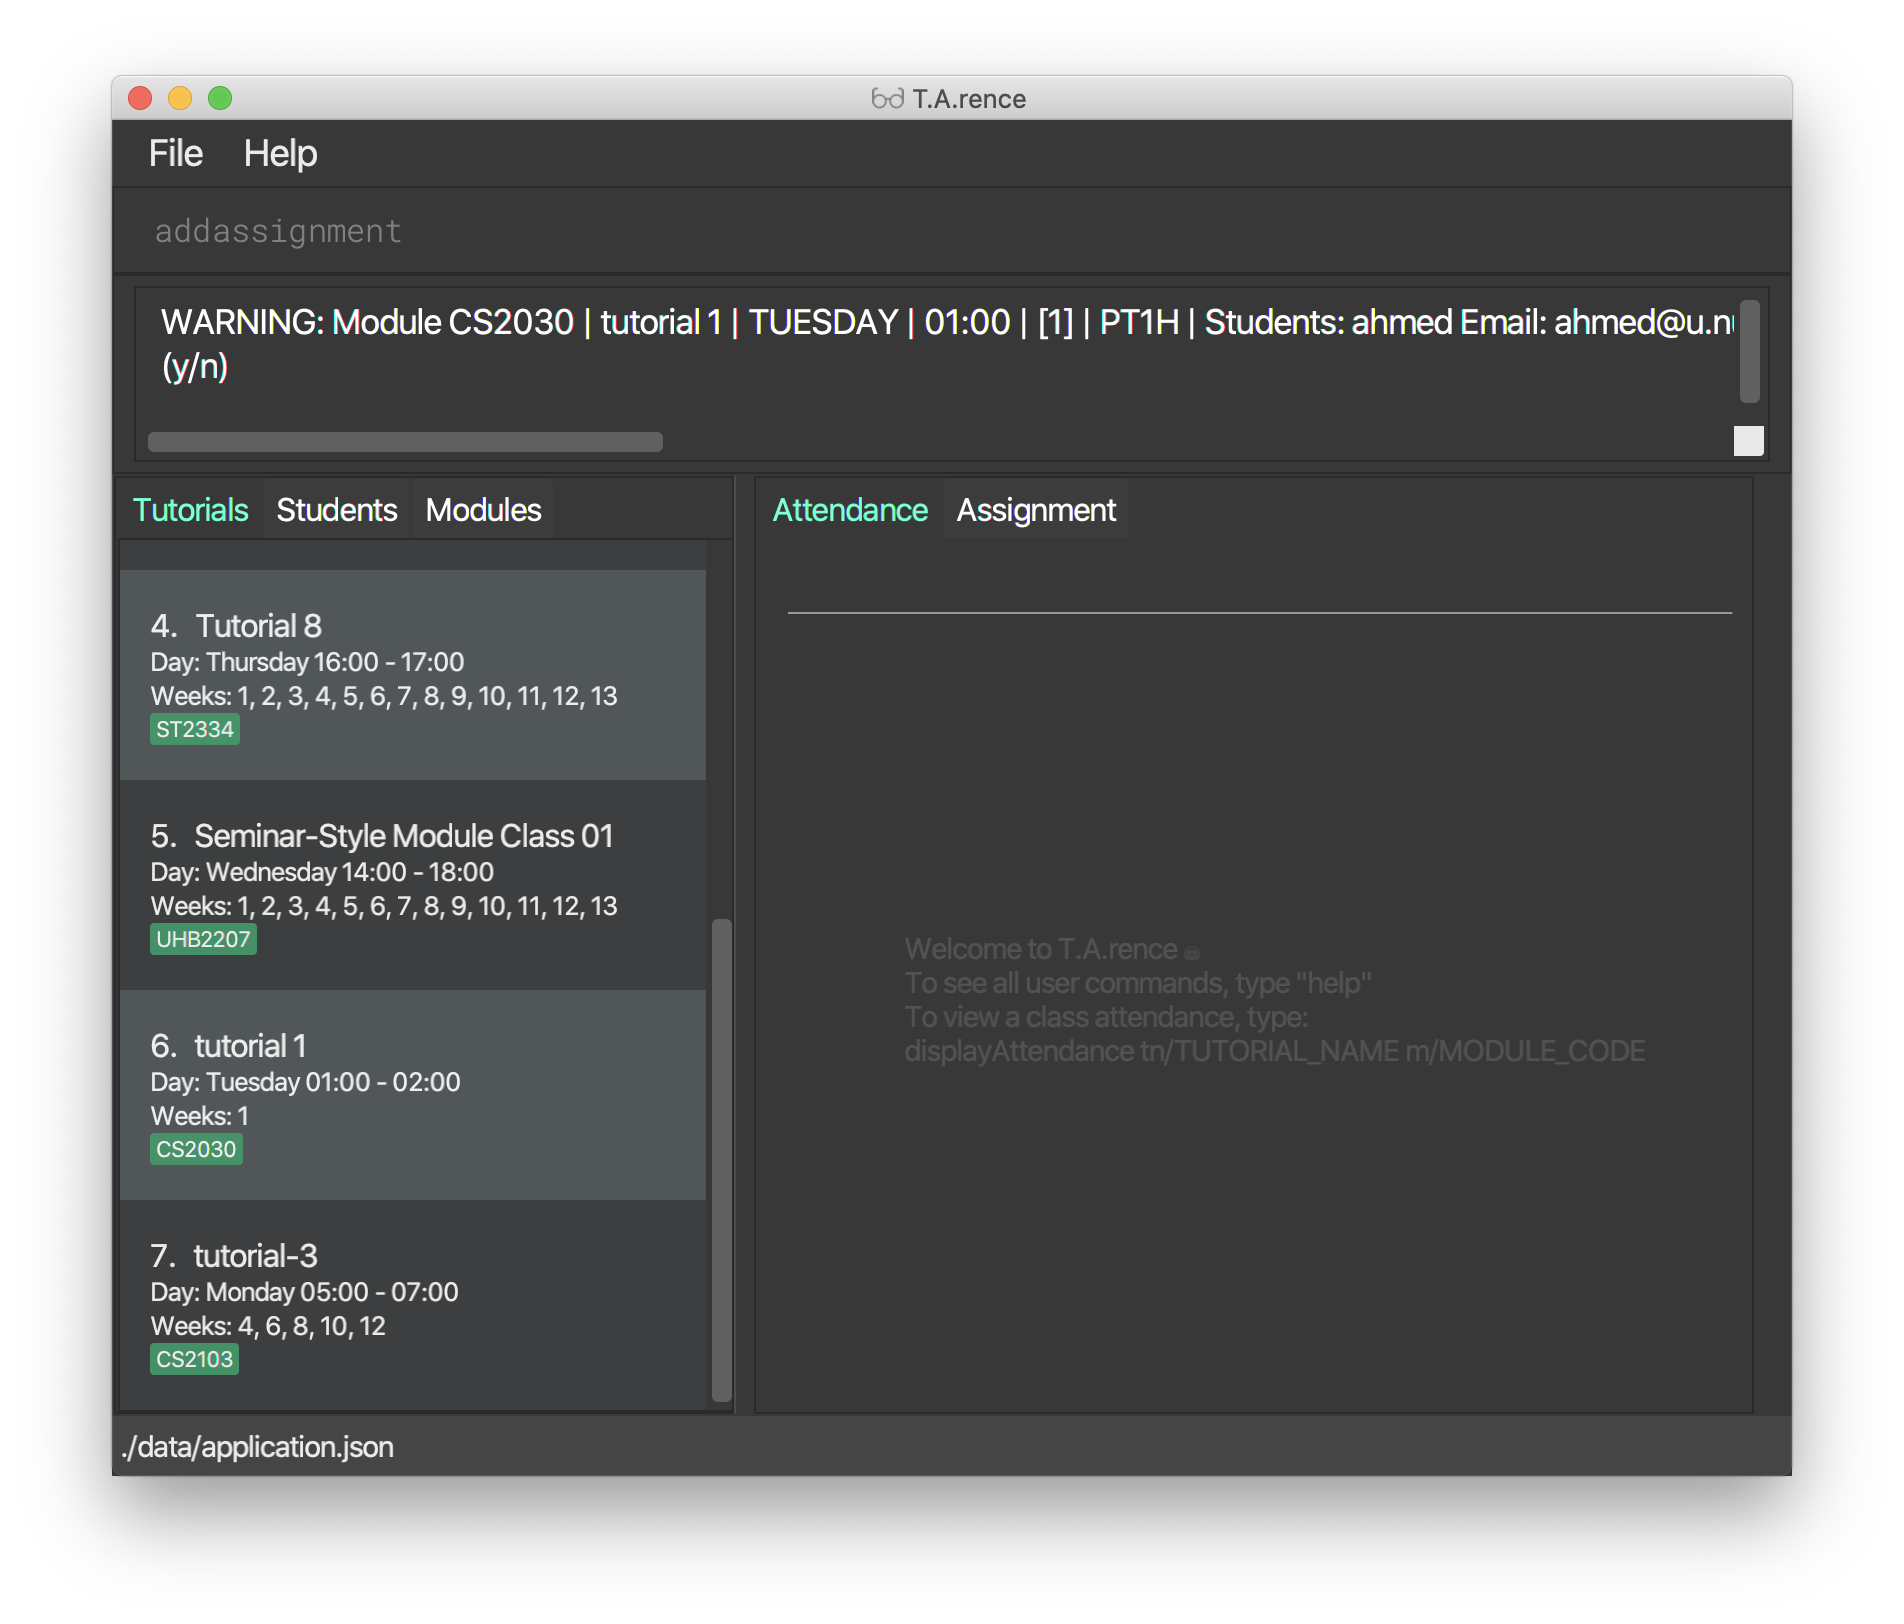 T.A.rence
File Help
addassignment
WARNING: Module CS2030 | tutorial 1 | TUESDAY | 01:00 | [1] | PT1H | Students: ahmed Email: ahmed@u.n
(y/n)
Tutorials Students Modules
Attendance Assignment
4. Tutorial 8
Day: Thursday 16:00 - 17:00
Weeks: 1, 2, 3, 4, 5, 6, 7, 8, 9, 10, 11, 12, 13
ST2334
5. Seminar-Style Module Class 01
Day: Wednesday 14:00 - 18:00
Weeks: 1, 2, 3, 4, 5, 6, 7, 8, 9, 10, 11, 12, 13
UHB2207
6. tutorial 1
Day: Tuesday 01:00 - 02:00
Weeks: 1
CS2030
7. tutorial-3
Day: Monday 05:00 - 07:00
Weeks: 4, 6, 8, 10, 12
CS2103
Welcome to T.A.rence
To see all user commands, type "help"
To view a class attendance, type:
displayAttendance tn/TUTORIAL_NAME m/MODULE_CODE
./data/application.json